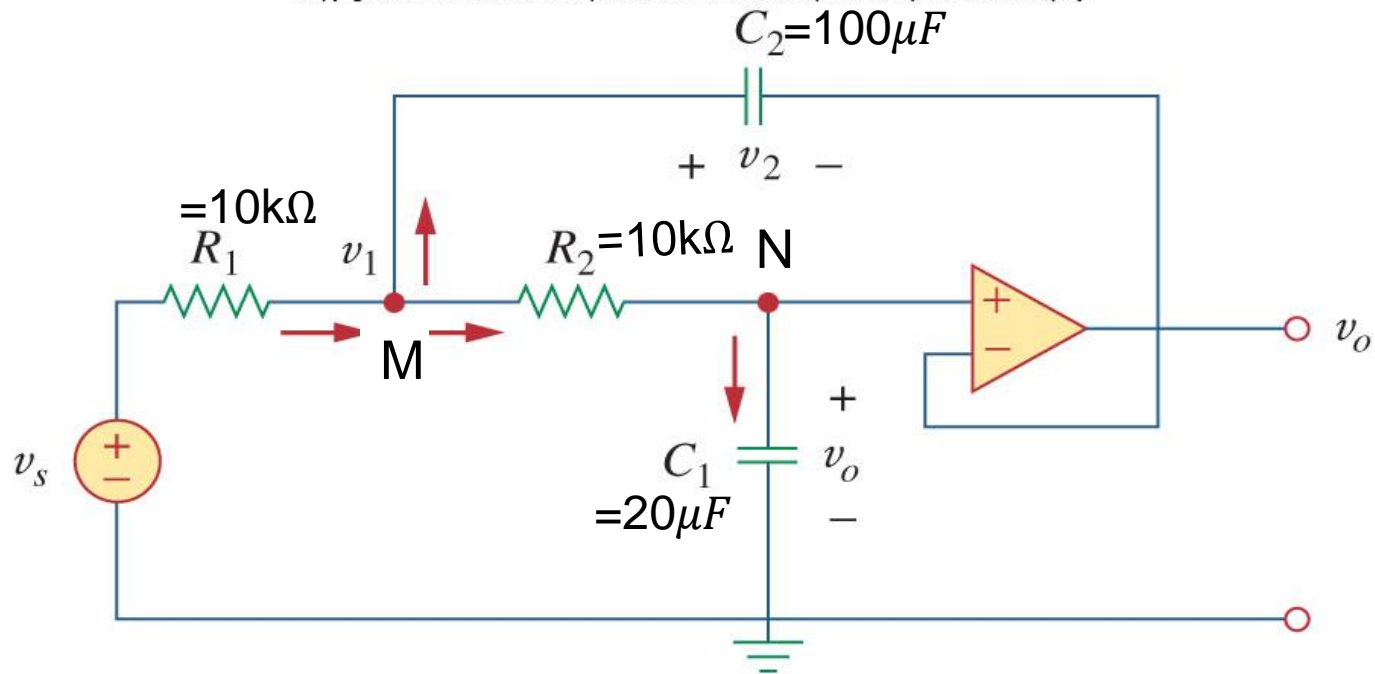 C₂=100μF
+ v₂ −
=10kΩ
R₁
v₁
R₂=10kΩ
N
M
+
−
vₒ
+
vₒ
−
C₁
=20μF
vₛ
+
−